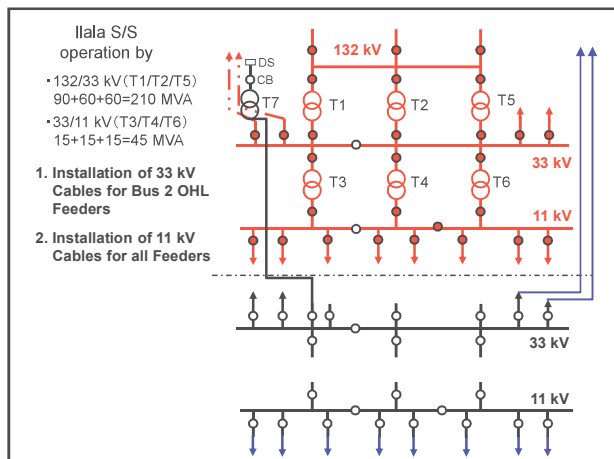 Ilala S/S
operation by
・132/33 kV(T1/T2/T5)
90+60+60=210 MVA
・33/11 kV(T3/T4/T6)
15+15+15=45 MVA
1. Installation of 33 kV
Cables for Bus 2 OHL
Feeders
2. Installation of 11 kV
Cables for all Feeders
DS
CB
T7
132 kV
T1
T2
T5
33 kV
T3
T4
T6
11 kV
33 kV
11 kV